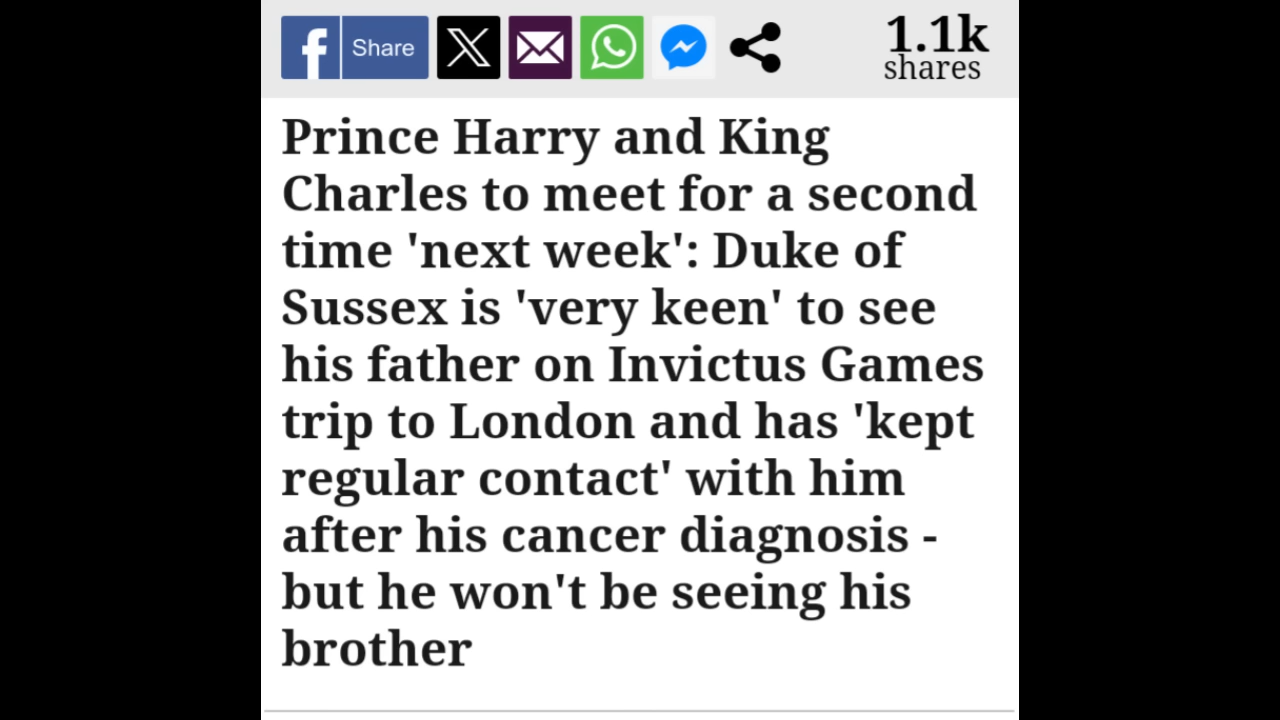 Share
1.1k
shares
Prince Harry and King
Charles to meet for a second
time 'next week': Duke of
Sussex is 'very keen' to see
his father on Invictus Games
trip to London and has 'kept
regular contact' with him
after his cancer diagnosis -
but he won't be seeing his
brother